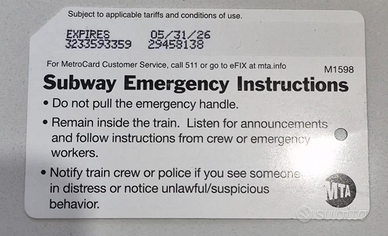 Subject to applicable tariffs and conditions of use.
EXPIRES 05/31/26
3233593359 29458138
For MetroCard Customer Service, call 511 or go to eFIX at mta.info
M1598
Subway Emergency Instructions
• Do not pull the emergency handle.
• Remain inside the train. Listen for announcements
and follow instructions from crew or emergency
workers.
• Notify train crew or police if you see someone
in distress or notice unlawful/suspicious
behavior.
MTA